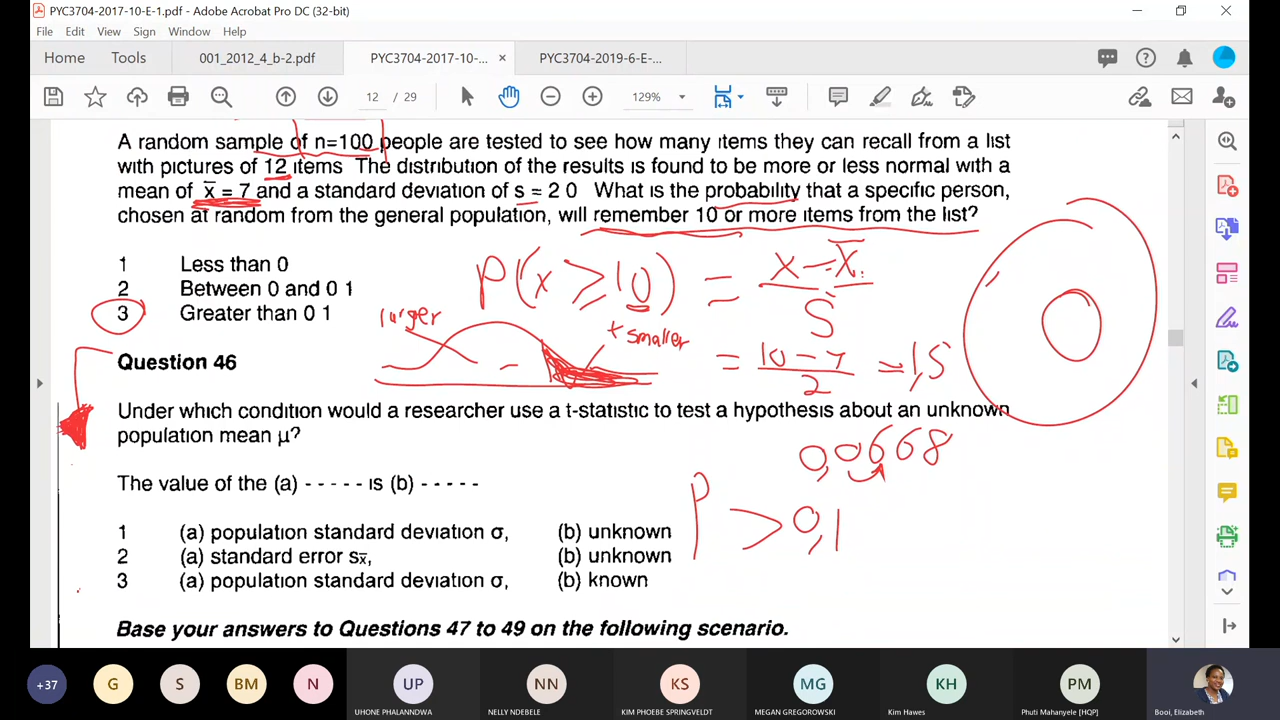 PYC3704-2017-10-E-1.pdf - Adobe Acrobat Pro DC (32-bit)
File Edit View Sign Window Help
Home Tools 001_2012_4_b-2.pdf PYC3704-2017-10-... × PYC3704-2019-6-E-...
12 / 29 129%
A random sample of n=100 people are tested to see how many items they can recall from a list
with pictures of 12 items The distribution of the results is found to be more or less normal with a
mean of x̅ = 7 and a standard deviation of s = 2 0 What is the probability that a specific person,
chosen at random from the general population, will remember 10 or more items from the list?
1 Less than 0
2 Between 0 and 0 1
3 Greater than 0 1
P(x ≥ 10) = x - x̅ / S
larger
+ smaller
= 10 - 7 / 2 = 1,5
Question 46
Under which condition would a researcher use a t-statistic to test a hypothesis about an unknown
population mean µ?
0,0668
The value of the (a) - - - - - is (b) - - - - -
P > 0,1
1 (a) population standard deviation σ, (b) unknown
2 (a) standard error sx̅, (b) unknown
3 (a) population standard deviation σ, (b) known
Base your answers to Questions 47 to 49 on the following scenario.
+37 G S BM N UP NN KS MG KH PM
UHONE PHALANNDWA NELLY NDEBELE KIM PHOEBE SPRINGVELDT MEGAN GREGOROWSKI Kim Hawes Phuti Mahanyele [HQP] Booi, Elizabeth